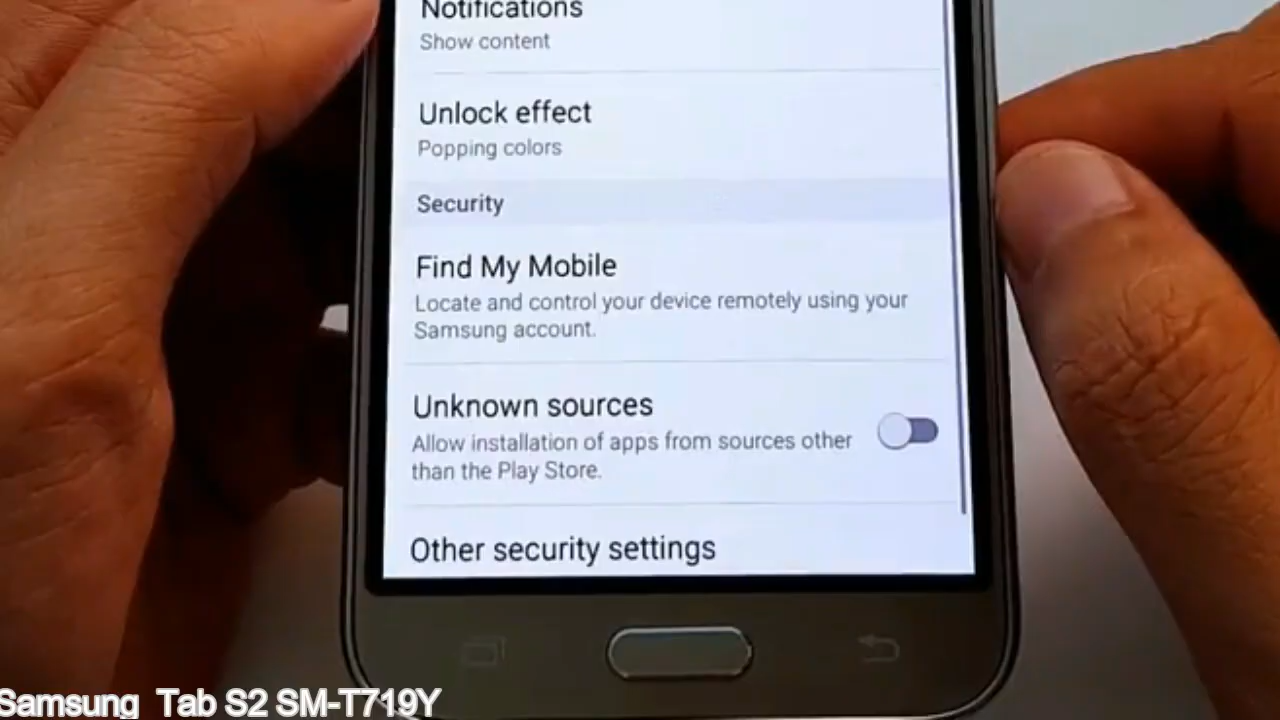 Notifications
Show content
Unlock effect
Popping colors
Security
Find My Mobile
Locate and control your device remotely using your
Samsung account.
Unknown sources
Allow installation of apps from sources other
than the Play Store.
Other security settings
Samsung Tab S2 SM-T719Y